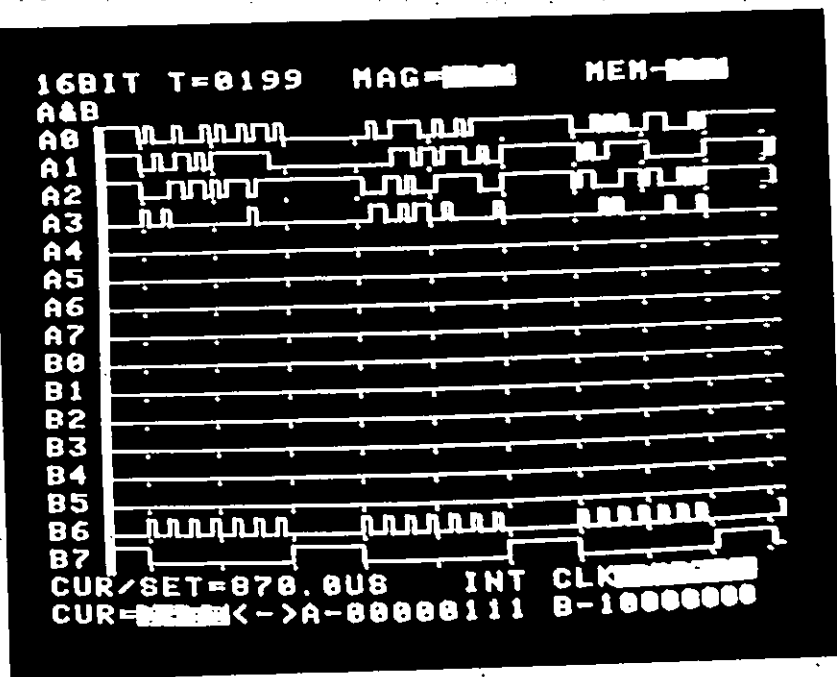 16BIT T=0199 MAG= MEM-
A&B
A0
A1
A2
A3
A4
A5
A6
A7
B0
B1
B2
B3
B4
B5
B6
B7
CUR/SET=870.0US INT CLK
CUR= <->A-00000111 B-10000000